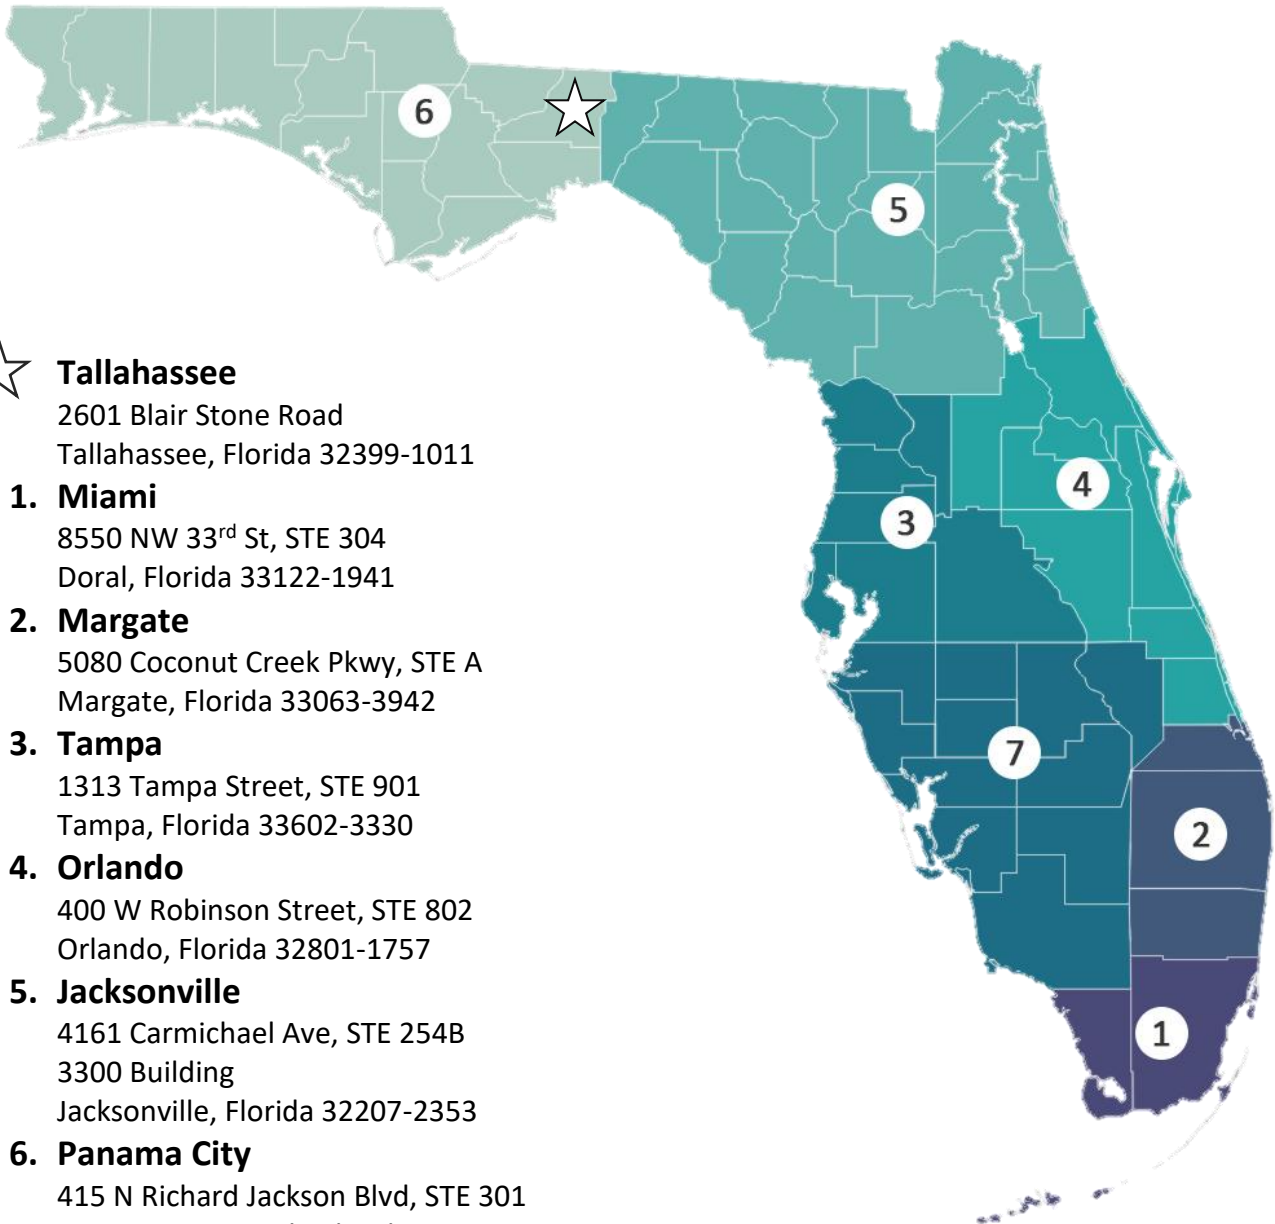 6
5
4
3
7
2
1
Tallahassee
2601 Blair Stone Road
Tallahassee, Florida 32399-1011
1. Miami
8550 NW 33rd St, STE 304
Doral, Florida 33122-1941
2. Margate
5080 Coconut Creek Pkwy, STE A
Margate, Florida 33063-3942
3. Tampa
1313 Tampa Street, STE 901
Tampa, Florida 33602-3330
4. Orlando
400 W Robinson Street, STE 802
Orlando, Florida 32801-1757
5. Jacksonville
4161 Carmichael Ave, STE 254B
3300 Building
Jacksonville, Florida 32207-2353
6. Panama City
415 N Richard Jackson Blvd, STE 301